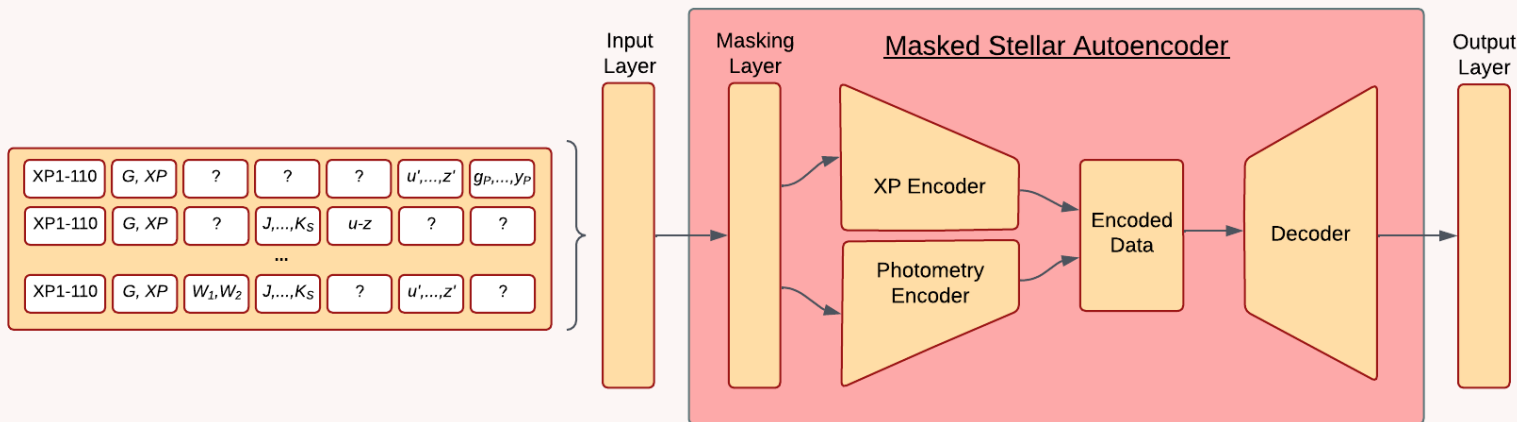 Input
Layer
Masking
Layer
Masked Stellar Autoencoder
Output
Layer
XP1-110 G, XP ? ? ? u',...,z' gP,...,yP
XP1-110 G, XP ? J,...,KS u-z ? ?
...
XP1-110 G, XP W1,W2 J,...,KS ? u',...,z' ?
XP Encoder
Photometry
Encoder
Encoded
Data
Decoder